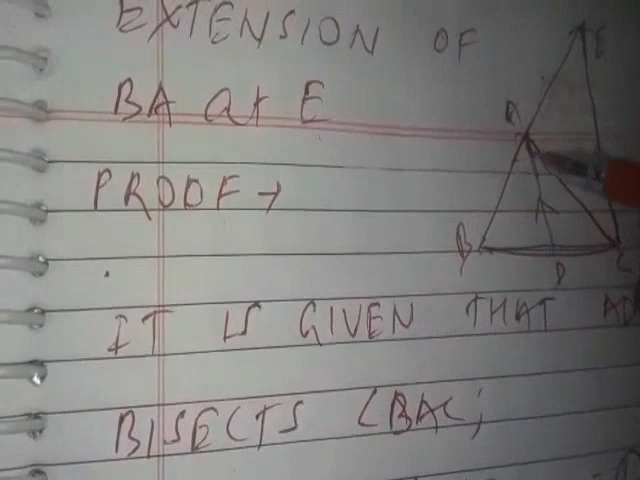 EXTENSION OF
BA at E
PROOF →
IT IS GIVEN THAT AD
BISECTS ∠BAC;
E
A
B
D
C